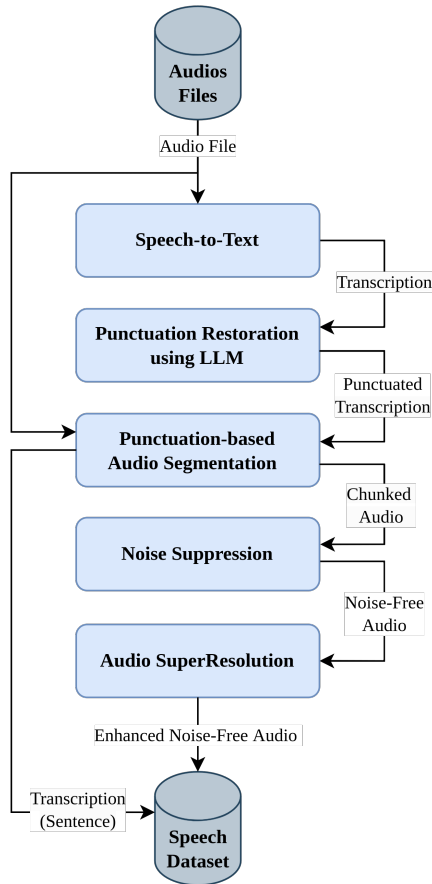 Audios
Files
Audio File
Speech-to-Text
Transcription
Punctuation Restoration
using LLM
Punctuated
Transcription
Punctuation-based
Audio Segmentation
Chunked
Audio
Noise Suppression
Noise-Free
Audio
Audio SuperResolution
Enhanced Noise-Free Audio
Transcription
(Sentence)
Speech
Dataset